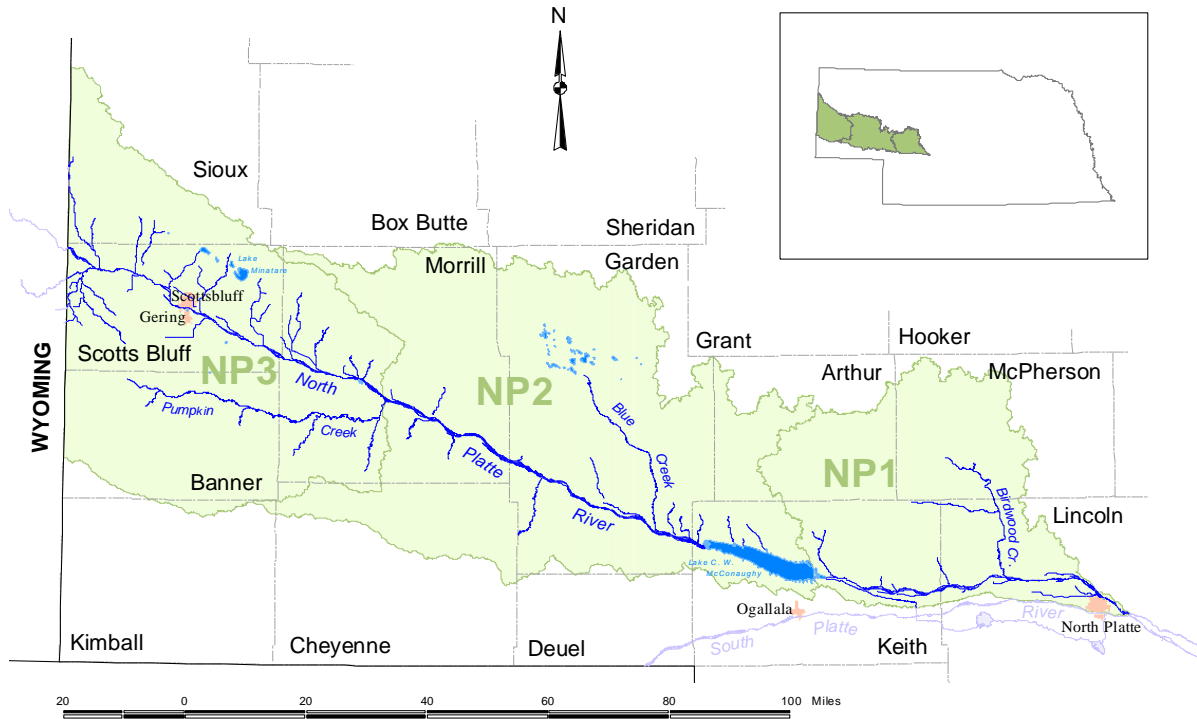 N
Sioux
Box Butte
Sheridan
Morrill
Garden
Lake
Minatare
Scottsbluff
Gering
Scotts Bluff
NP3
North
NP2
Grant
Hooker
Arthur
McPherson
WYOMING
Pumpkin
Creek
Blue
Creek
Platte
River
NP1
Banner
Birdwood Cr.
Lincoln
Lake C. W.
McConaughy
Ogallala
South
Platte
River
North Platte
Kimball
Cheyenne
Deuel
Keith
20 0 20 40 60 80 100 Miles